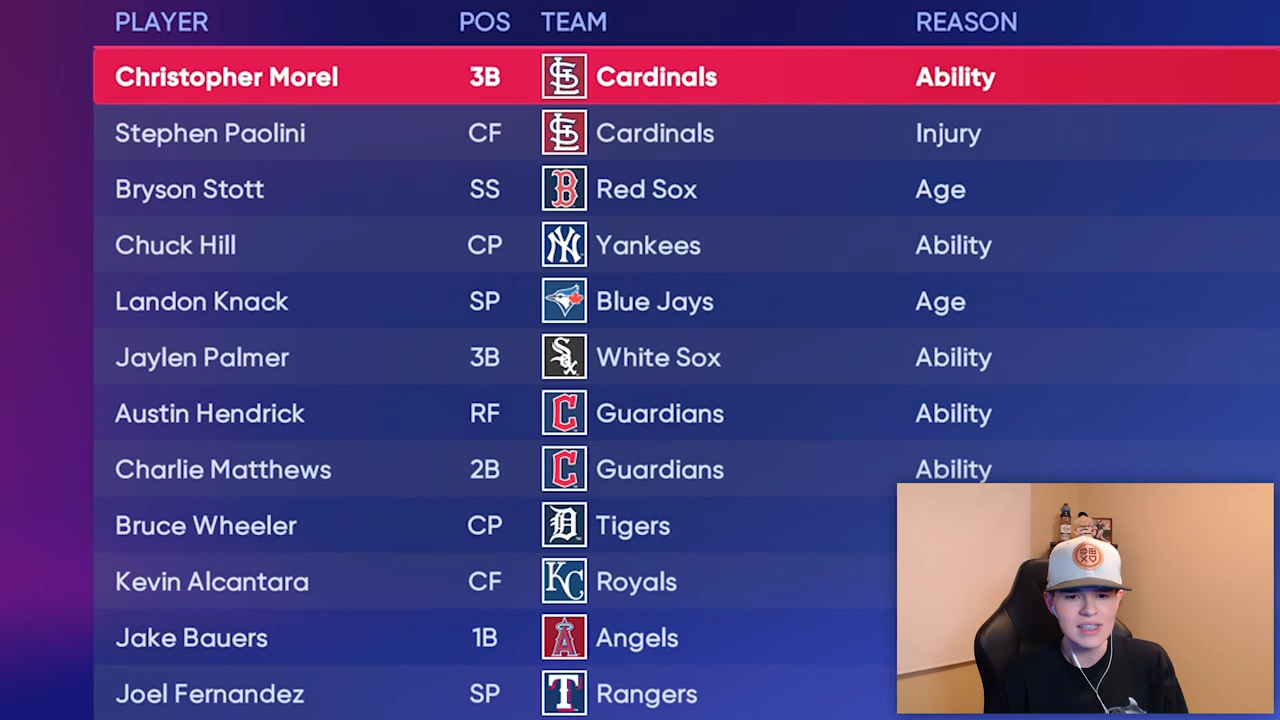 PLAYER POS TEAM REASON
Christopher Morel 3B Cardinals Ability
Stephen Paolini CF Cardinals Injury
Bryson Stott SS Red Sox Age
Chuck Hill CP Yankees Ability
Landon Knack SP Blue Jays Age
Jaylen Palmer 3B White Sox Ability
Austin Hendrick RF Guardians Ability
Charlie Matthews 2B Guardians Ability
Bruce Wheeler CP Tigers
Kevin Alcantara CF Royals
Jake Bauers 1B Angels
Joel Fernandez SP Rangers